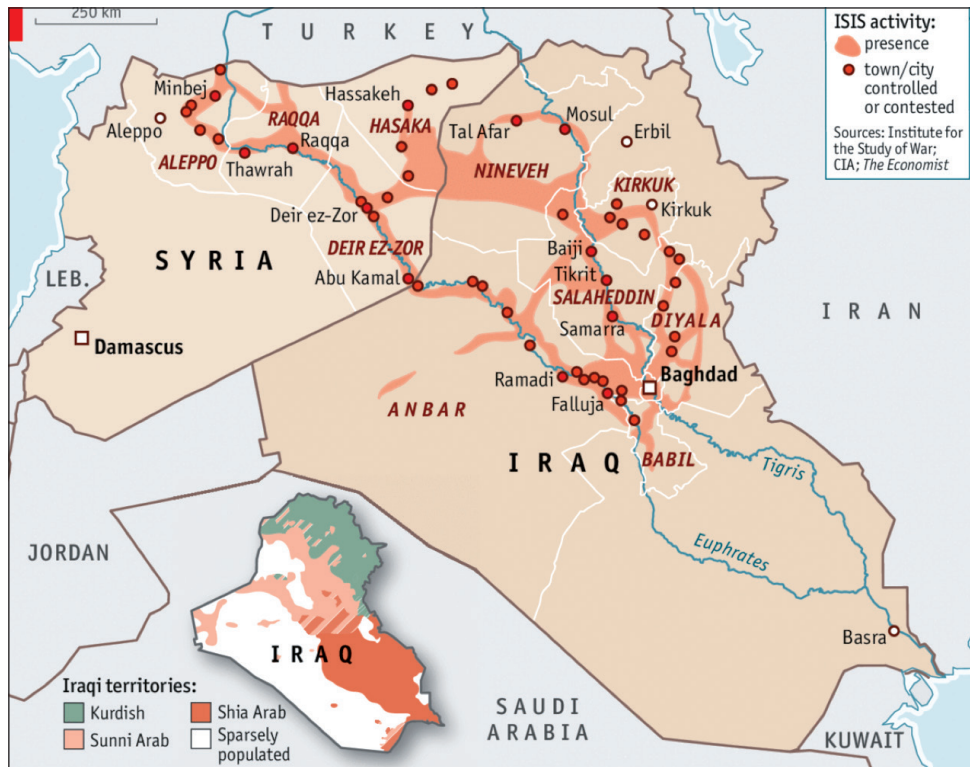 250 km
TURKEY
ISIS activity:
presence
town/city
controlled
or contested
Sources: Institute for
the Study of War;
CIA; The Economist
Minbej
Hassakeh
Mosul
Aleppo
RAQQA
HASAKA
Tal Afar
Erbil
Raqqa
ALEPPO
Thawrah
NINEVEH
KIRKUK
Kirkuk
Deir ez-Zor
DEIR EZ-ZOR
Baiji
SYRIA
Abu Kamal
Tikrit
LEB.
SALAHEDDIN
IRAN
Samarra
DIYALA
Damascus
Ramadi
Baghdad
ANBAR
Falluja
IRAQ
BABIL
Tigris
JORDAN
Euphrates
Basra
IRAQ
Iraqi territories:
Kurdish
Shia Arab
Sunni Arab
Sparsely
populated
SAUDI
ARABIA
KUWAIT